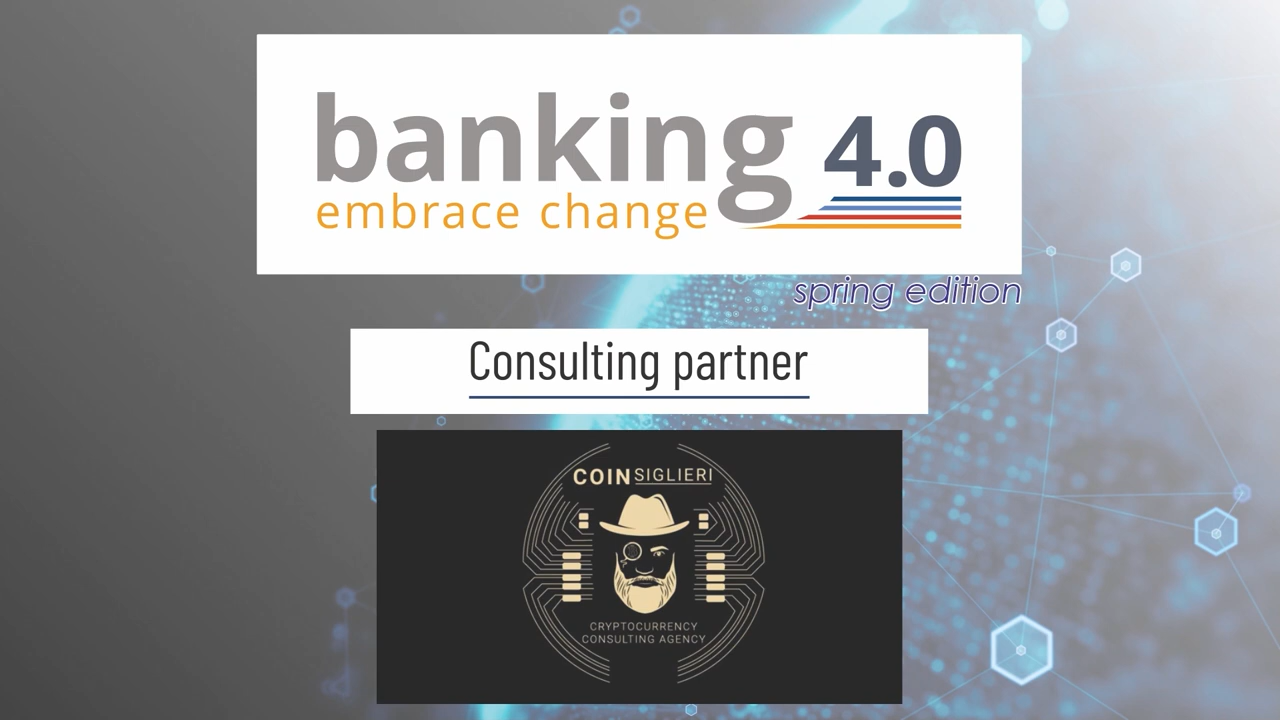 banking 4.0
embrace change
spring edition
Consulting partner
COINSIGLIERI
CRYPTOCURRENCY
CONSULTING AGENCY